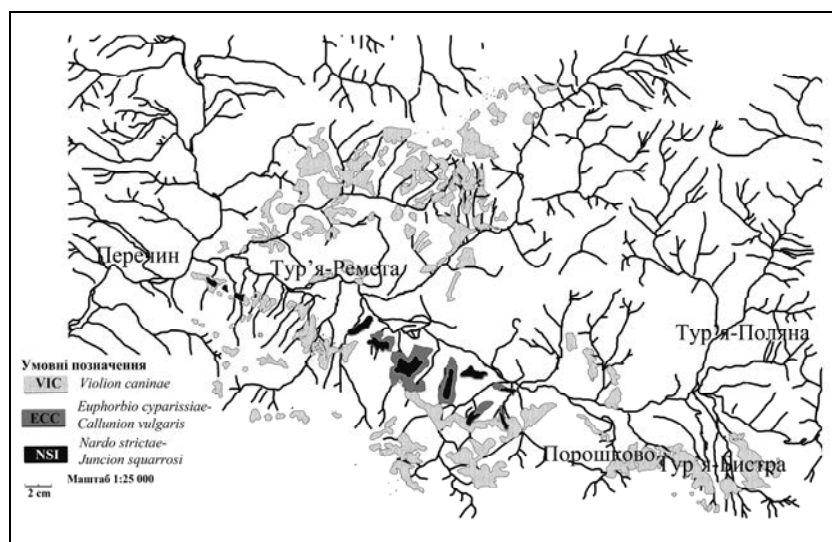 Перечин
Тур'я-Ремета
Тур'я-Поляна
Порошково
Тур'я-Бистра
Умовні позначення
VIC Violion caninae
ECC Euphorbio cyparissiae-
Callunion vulgaris
NSI Nardo strictae-
Juncion squarrosi
Маштаб 1:25 000
2 cm